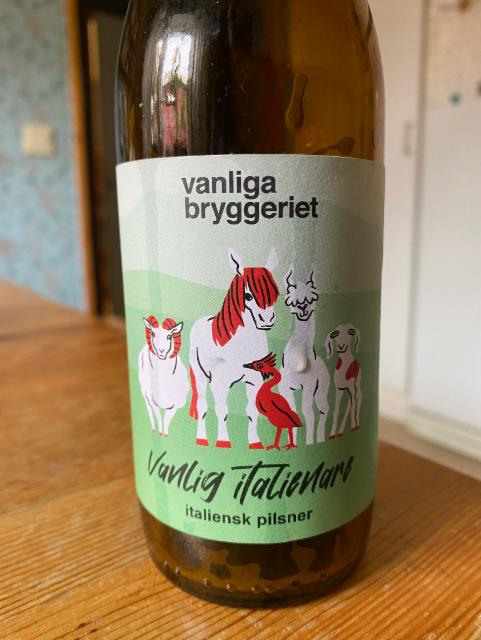 vanliga
bryggeriet
Vanlig italienare
italiensk pilsner